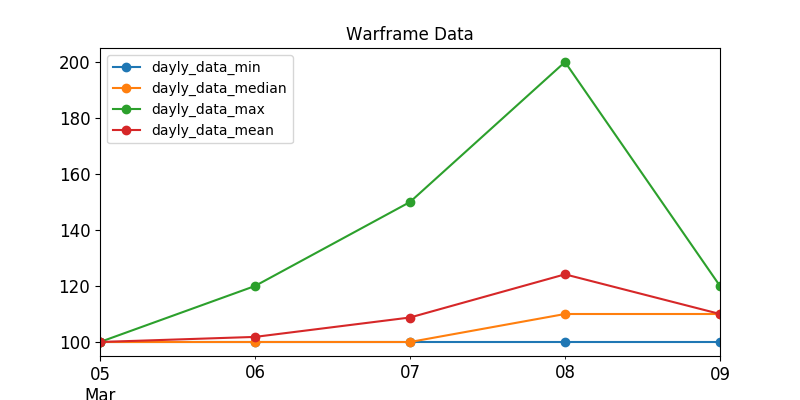 Warframe Data
dayly_data_min
dayly_data_median
dayly_data_max
dayly_data_mean
200
180
160
140
120
100
05 06 07 08 09
Mar